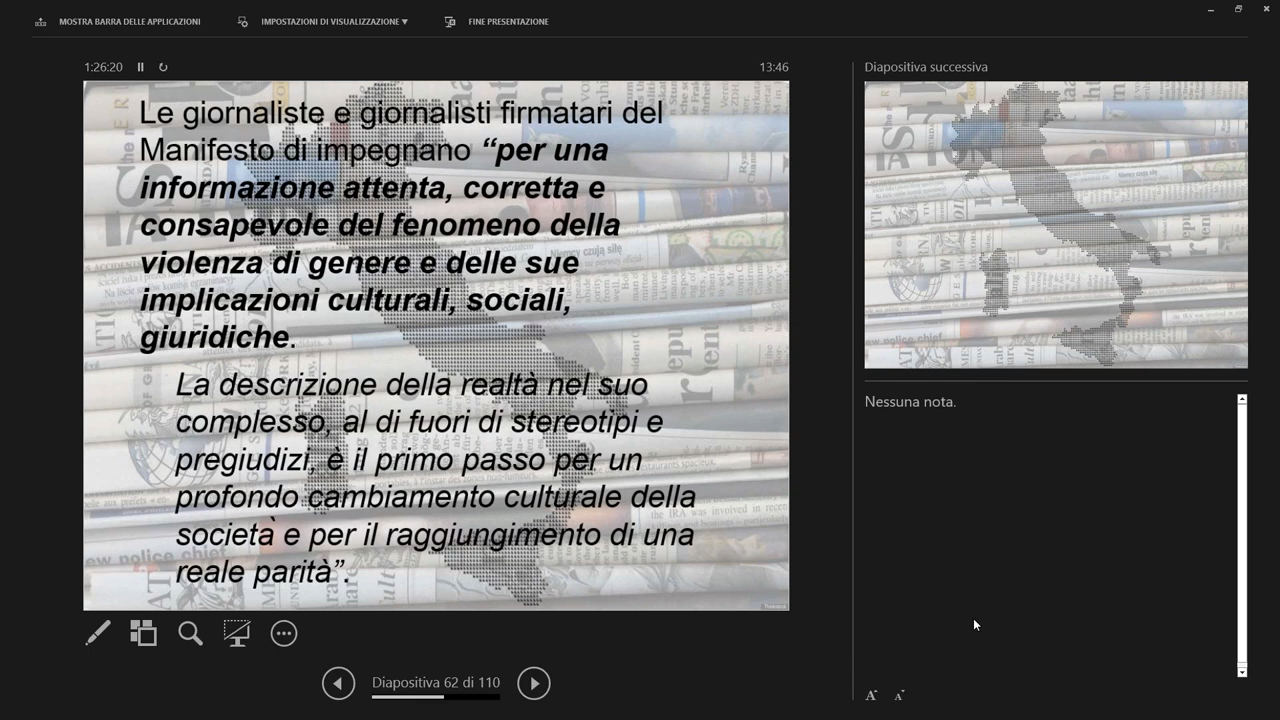 MOSTRA BARRA DELLE APPLICAZIONI
IMPOSTAZIONI DI VISUALIZZAZIONE ▼
FINE PRESENTAZIONE
1:26:20
13:46
Le giornaliste e giornalisti firmatari del
Manifesto di impegnano “per una
informazione attenta, corretta e
consapevole del fenomeno della
violenza di genere e delle sue
implicazioni culturali, sociali,
giuridiche.
La descrizione della realtà nel suo
complesso, al di fuori di stereotipi e
pregiudizi, è il primo passo per un
profondo cambiamento culturale della
società e per il raggiungimento di una
reale parità”.
Diapositiva successiva
Nessuna nota.
Diapositiva 62 di 110